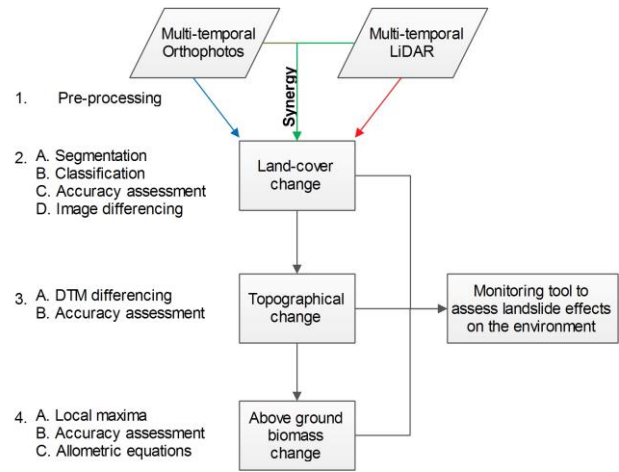 Multi-temporal
Orthophotos
Multi-temporal
LiDAR
Synergy
1. Pre-processing
2. A. Segmentation
B. Classification
C. Accuracy assessment
D. Image differencing
Land-cover
change
3. A. DTM differencing
B. Accuracy assessment
Topographical
change
Monitoring tool to
assess landslide effects
on the environment
4. A. Local maxima
B. Accuracy assessment
C. Allometric equations
Above ground
biomass
change